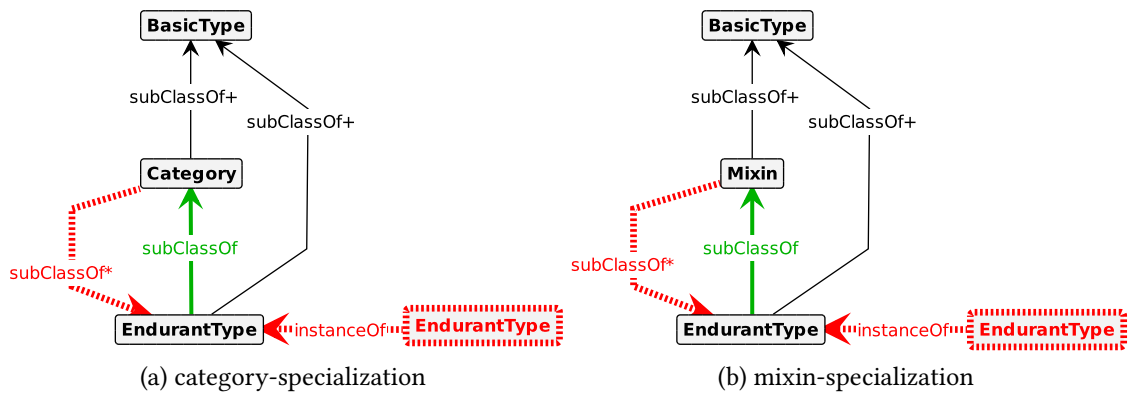 BasicType
subClassOf+
subClassOf+
Category
subClassOf
subClassOf*
EndurantType
instanceOf
EndurantType
(a) category-specialization
BasicType
subClassOf+
subClassOf+
Mixin
subClassOf
subClassOf*
EndurantType
instanceOf
EndurantType
(b) mixin-specialization